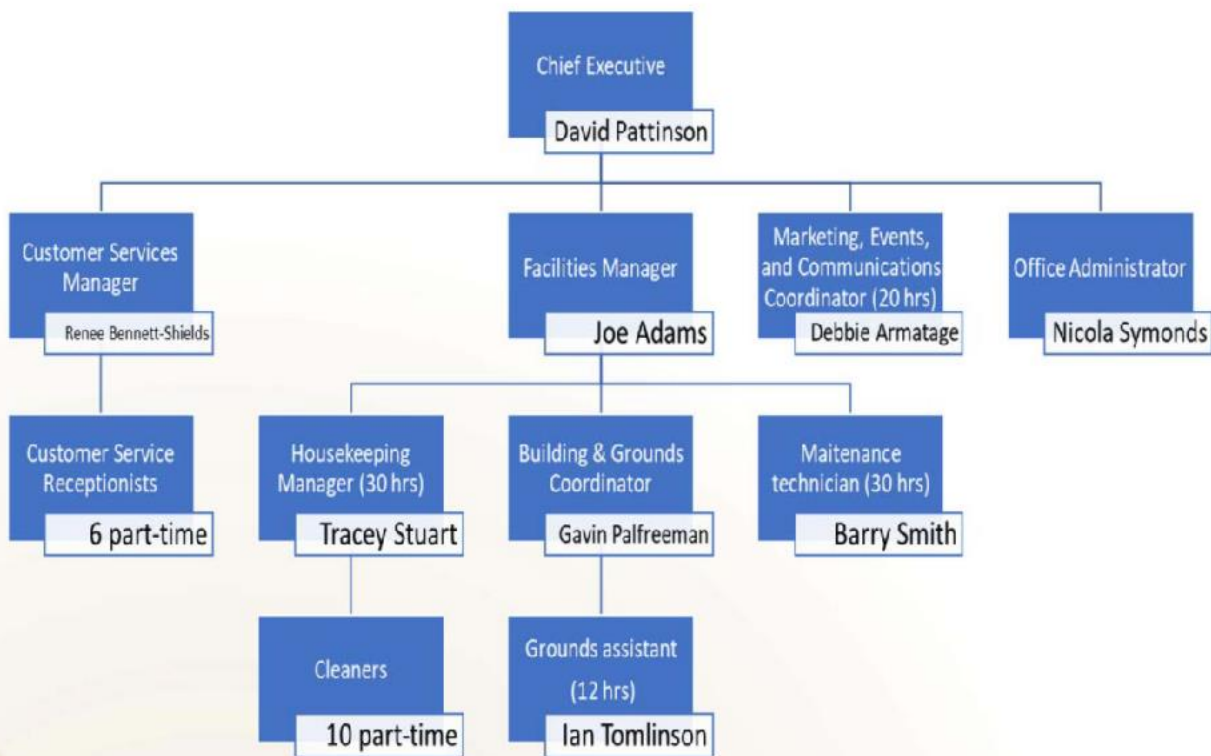 Chief Executive
David Pattinson
Customer Services
Manager
Renee Bennett-Shields
Facilities Manager
Joe Adams
Marketing, Events,
and Communications
Coordinator (20 hrs)
Debbie Armatage
Office Administrator
Nicola Symonds
Customer Service
Receptionists
6 part-time
Housekeeping
Manager (30 hrs)
Tracey Stuart
Building & Grounds
Coordinator
Gavin Palfreeman
Maitenance
technician (30 hrs)
Barry Smith
Cleaners
10 part-time
Grounds assistant
(12 hrs)
Ian Tomlinson